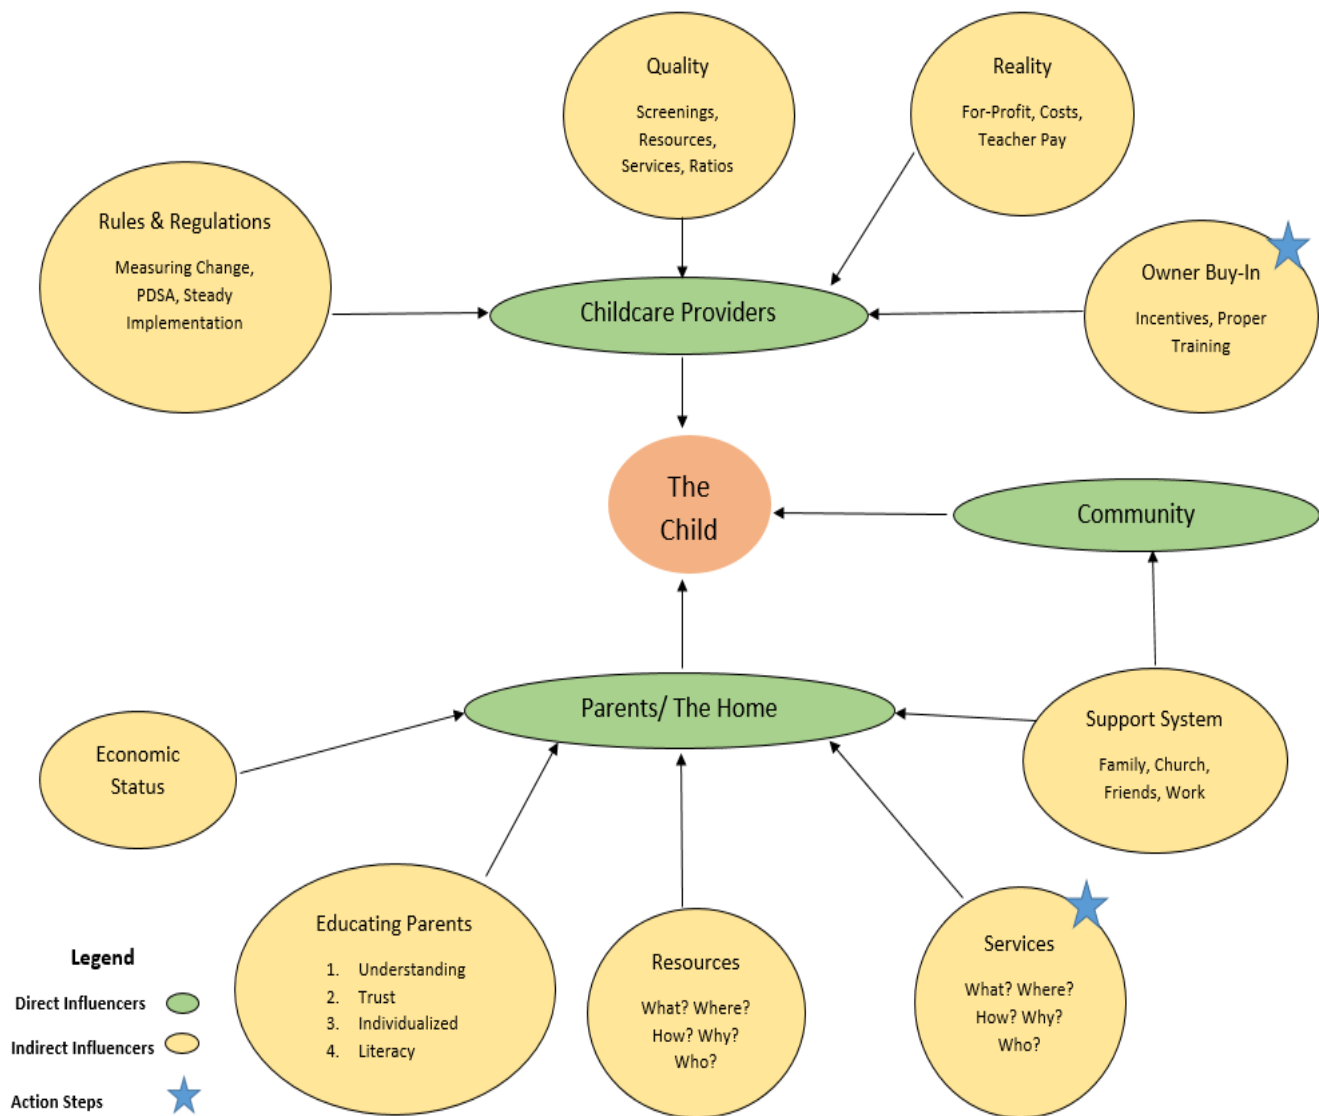 Quality
Screenings,
Resources,
Services, Ratios
Reality
For-Profit, Costs,
Teacher Pay
Rules & Regulations
Measuring Change,
PDSA, Steady
Implementation
Owner Buy-In
Incentives, Proper
Training
Childcare Providers
The
Child
Community
Parents/ The Home
Support System
Family, Church,
Friends, Work
Economic
Status
Educating Parents
1. Understanding
2. Trust
3. Individualized
4. Literacy
Resources
What? Where?
How? Why?
Who?
Services
What? Where?
How? Why?
Who?
Legend
Direct Influencers
Indirect Influencers
Action Steps